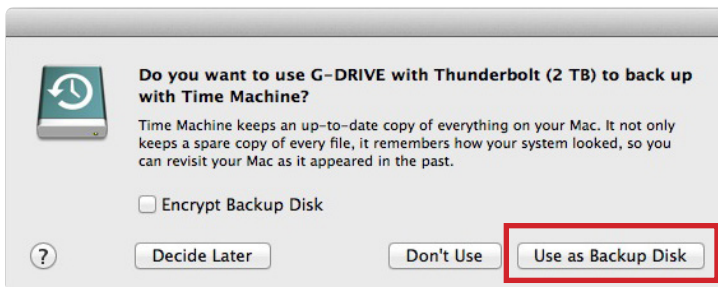 Do you want to use G-DRIVE with Thunderbolt (2 TB) to back up
with Time Machine?
Time Machine keeps an up-to-date copy of everything on your Mac. It not only
keeps a spare copy of every file, it remembers how your system looked, so you
can revisit your Mac as it appeared in the past.
Encrypt Backup Disk
? Decide Later Don't Use Use as Backup Disk